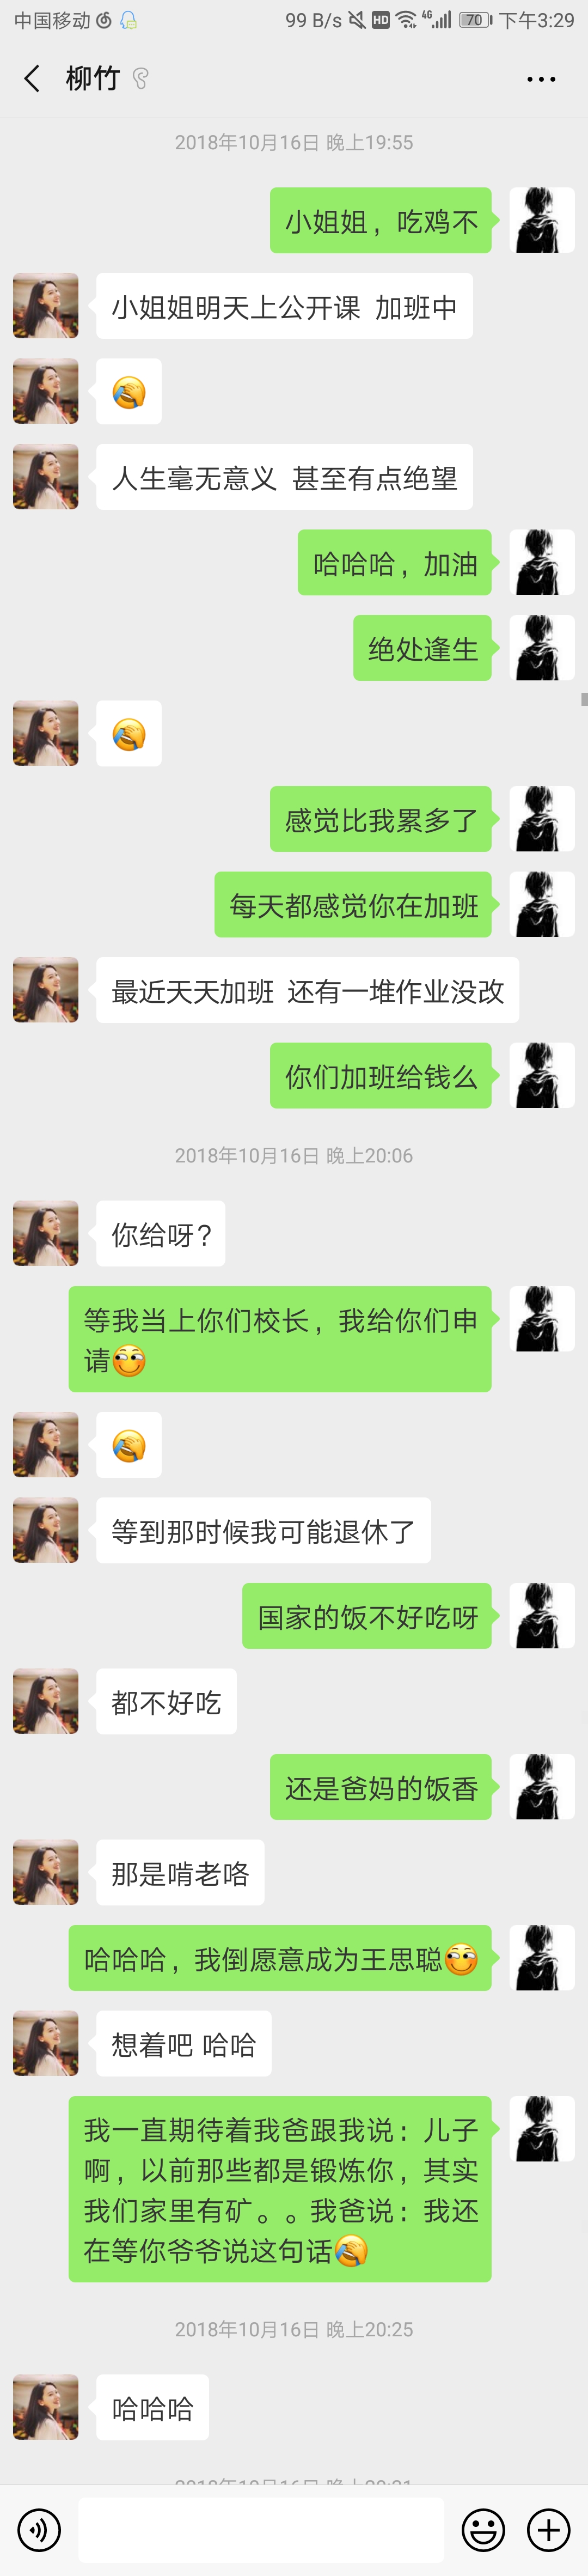 中国移动 99 B/s HD 4G 70 下午3:29
柳竹
2018年10月16日 晚上19:55
小姐姐，吃鸡不
小姐姐明天上公开课 加班中
人生毫无意义 甚至有点绝望
哈哈哈，加油
绝处逢生
感觉比我累多了
每天都感觉你在加班
最近天天加班 还有一堆作业没改
你们加班给钱么
2018年10月16日 晚上20:06
你给呀？
等我当上你们校长，我给你们申
请
等到那时候我可能退休了
国家的饭不好吃呀
都不好吃
还是爸妈的饭香
那是啃老咯
哈哈哈，我倒愿意成为王思聪
想着吧 哈哈
我一直期待着我爸跟我说：儿子
啊，以前那些都是锻炼你，其实
我们家里有矿。。我爸说：我还
在等你爷爷说这句话
2018年10月16日 晚上20:25
哈哈哈